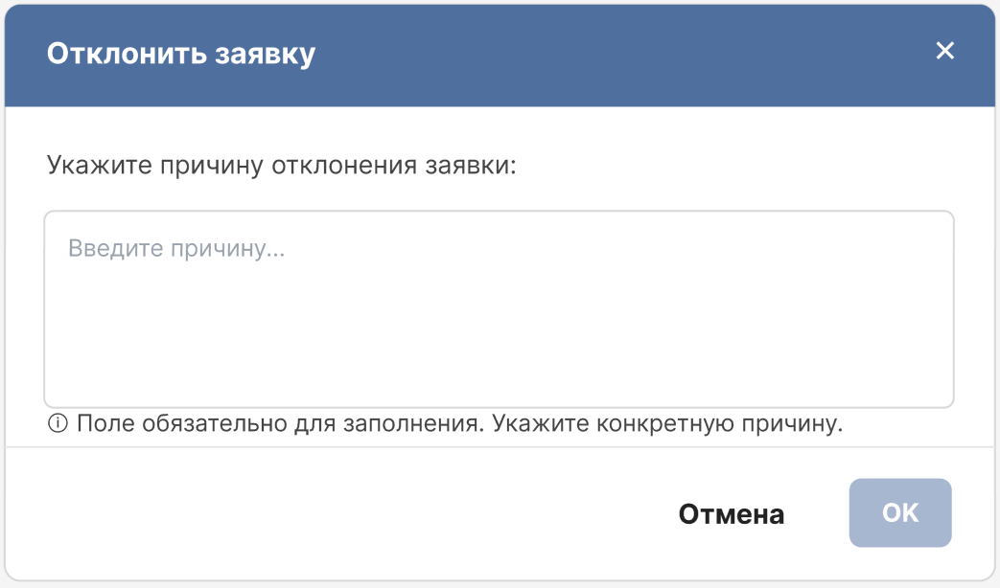 Отклонить заявку
Укажите причину отклонения заявки:
Введите причину...
Поле обязательно для заполнения. Укажите конкретную причину.
Отмена
OK